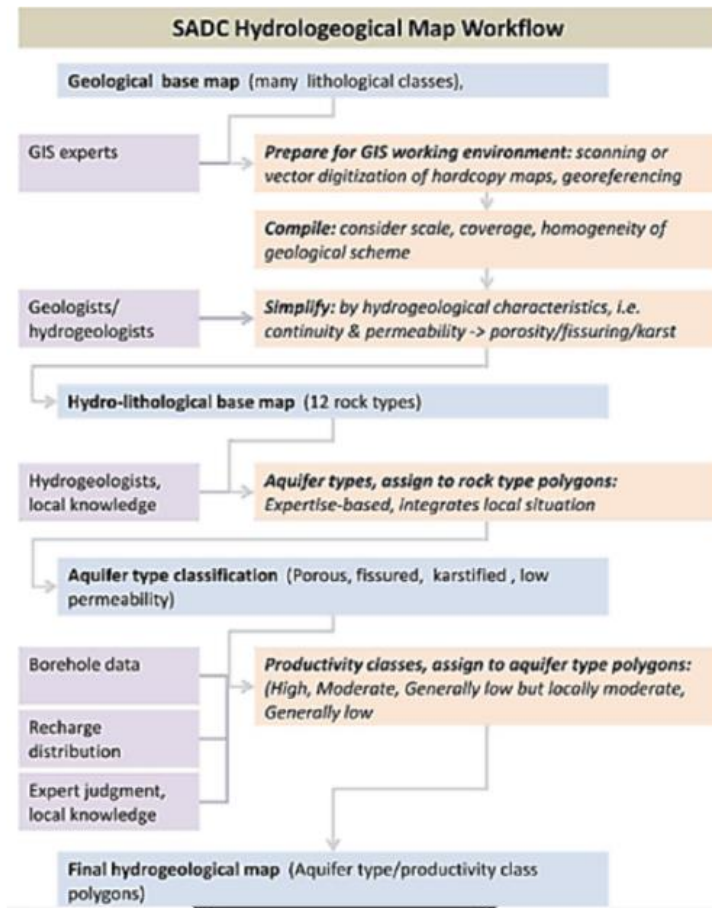 SADC Hydrologeogical Map Workflow
Geological base map (many lithological classes),
GIS experts
Prepare for GIS working environment: scanning or
vector digitization of hardcopy maps, georeferencing
Compile: consider scale, coverage, homogeneity of
geological scheme
Geologists/
hydrogeologists
Simplify: by hydrogeological characteristics, i.e.
continuity & permeability -> porosity/fissuring/karst
Hydro-lithological base map (12 rock types)
Hydrogeologists,
local knowledge
Aquifer types, assign to rock type polygons:
Expertise-based, integrates local situation
Aquifer type classification (Porous, fissured, karstified , low
permeability)
Borehole data
Productivity classes, assign to aquifer type polygons:
(High, Moderate, Generally low but locally moderate,
Generally low
Recharge
distribution
Expert judgment,
local knowledge
Final hydrogeological map (Aquifer type/productivity class
polygons)